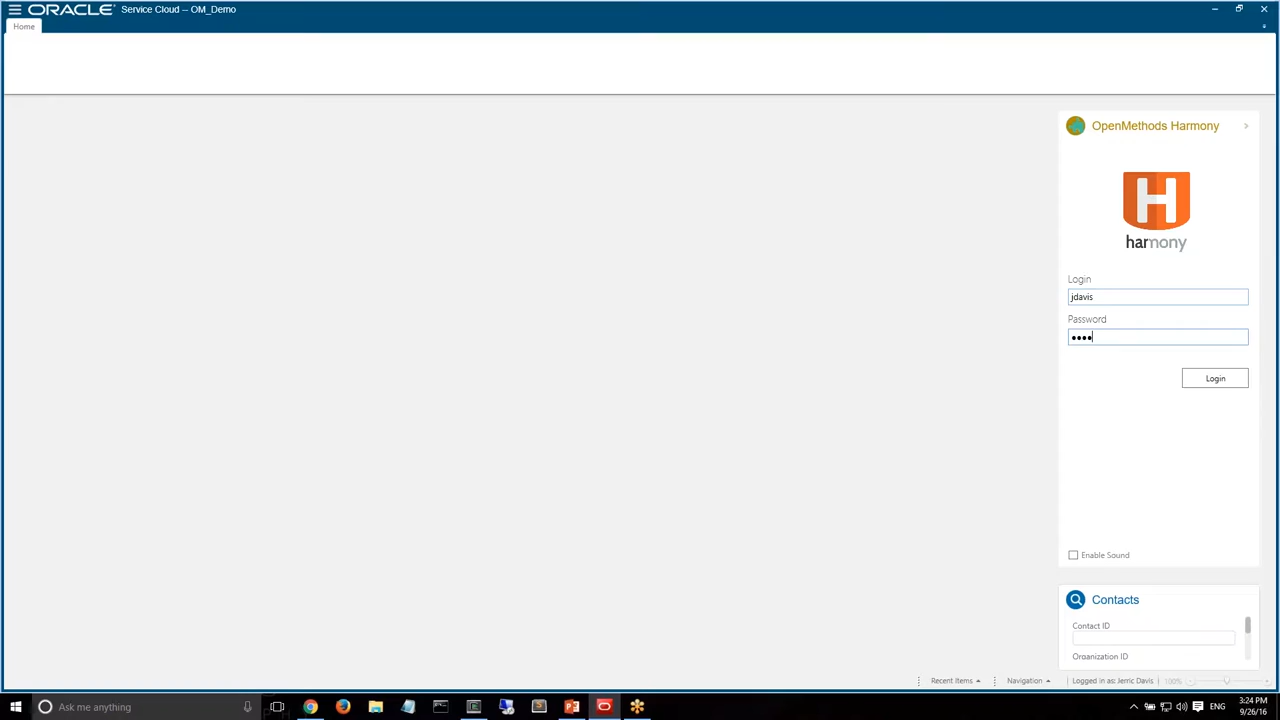 ORACLE Service Cloud – OM_Demo
Home
OpenMethods Harmony
H
harmony
Login
jdavis
Password
••••
Login
Enable Sound
Contacts
Contact ID
Organization ID
Recent Items
Navigation
Logged in as: Jerric Davis
100%
Ask me anything
ENG
3:24 PM
9/26/16